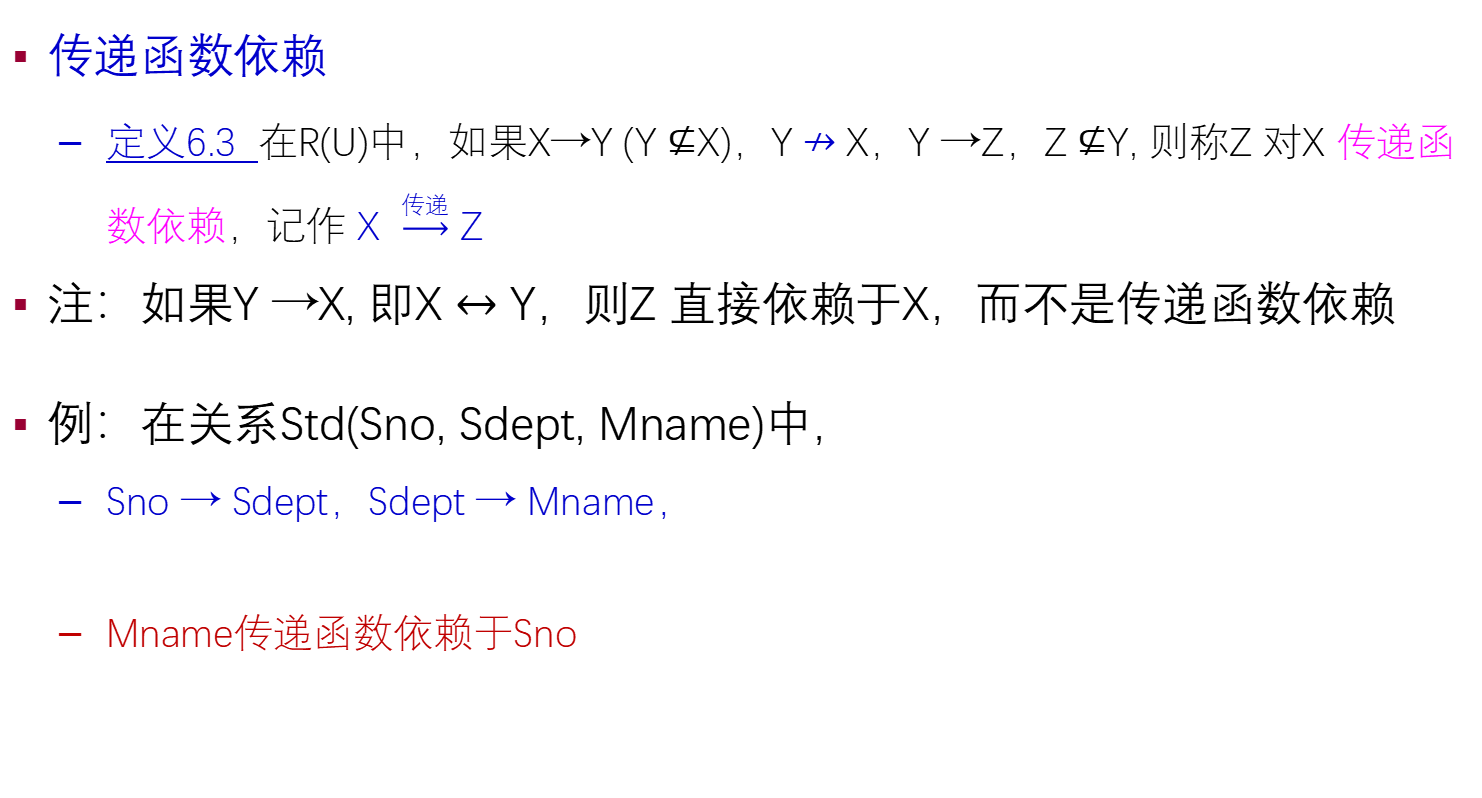 ▪ 传递函数依赖
– 定义6.3 在R(U)中，如果X→Y (Y ⊈X)，Y ↛ X，Y →Z，Z ⊈Y, 则称Z 对X 传递函
数依赖，记作 X 传递→ Z
▪ 注：如果Y →X, 即X ↔ Y，则Z 直接依赖于X，而不是传递函数依赖
▪ 例：在关系Std(Sno, Sdept, Mname)中，
– Sno → Sdept，Sdept → Mname，
– Mname传递函数依赖于Sno